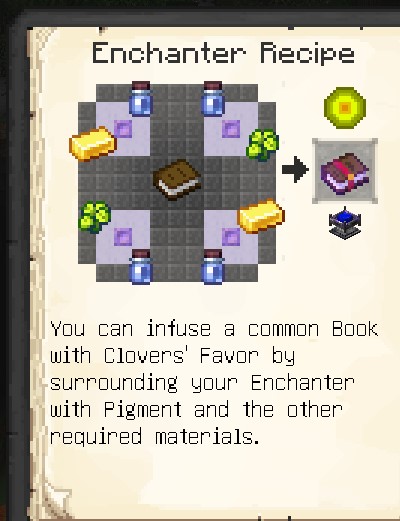 Enchanter Recipe
You can infuse a common Book
with Clovers' Favor by
surrounding your Enchanter
with Pigment and the other
required materials.